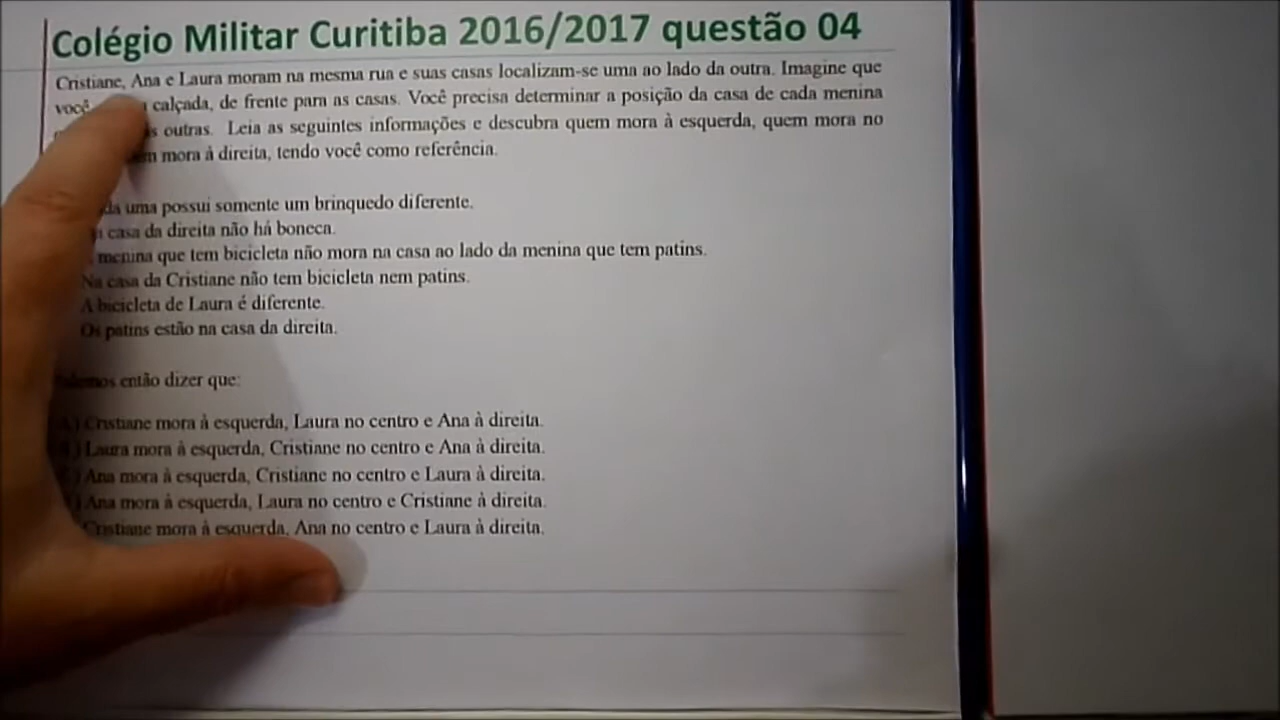 Colégio Militar Curitiba 2016/2017 questão 04
Cristiane, Ana e Laura moram na mesma rua e suas casas localizam-se uma ao lado da outra. Imagine que
você calçada, de frente para as casas. Você precisa determinar a posição da casa de cada menina
outras. Leia as seguintes informações e descubra quem mora à esquerda, quem mora no
mora à direita, tendo você como referência.
uma possui somente um brinquedo diferente.
casa da direita não há boneca.
menina que tem bicicleta não mora na casa ao lado da menina que tem patins.
Na casa da Cristiane não tem bicicleta nem patins.
A bicicleta de Laura é diferente.
Os patins estão na casa da direita.
então dizer que:
Cristiane mora à esquerda, Laura no centro e Ana à direita.
) Laura mora à esquerda, Cristiane no centro e Ana à direita.
) Ana mora à esquerda, Cristiane no centro e Laura à direita.
) Ana mora à esquerda, Laura no centro e Cristiane à direita.
Cristiane mora à esquerda, Ana no centro e Laura à direita.